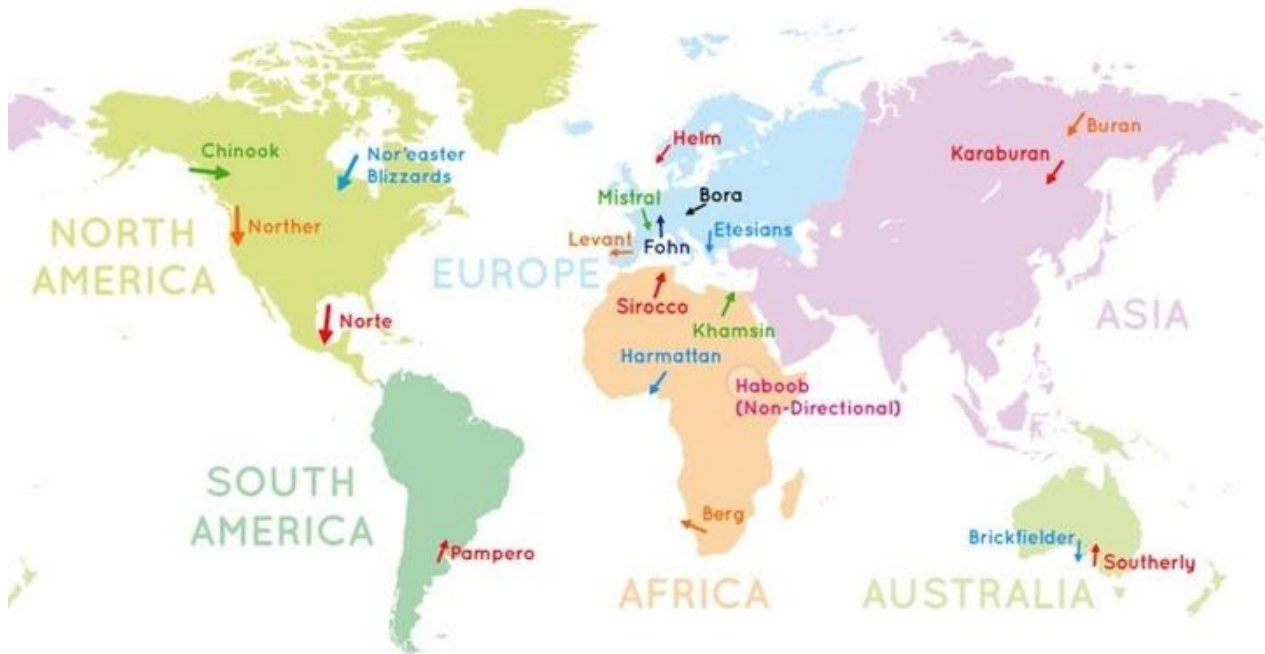 Chinook
Nor'easter
Blizzards
Norther
NORTH
AMERICA
Norte
SOUTH
AMERICA
Pampero
Helm
Mistral
Bora
Levant
Fohn
Etesians
EUROPE
Sirocco
Khamsin
Harmattan
Haboob
(Non-Directional)
Berg
AFRICA
Buran
Karaburan
ASIA
Brickfielder
Southerly
AUSTRALIA